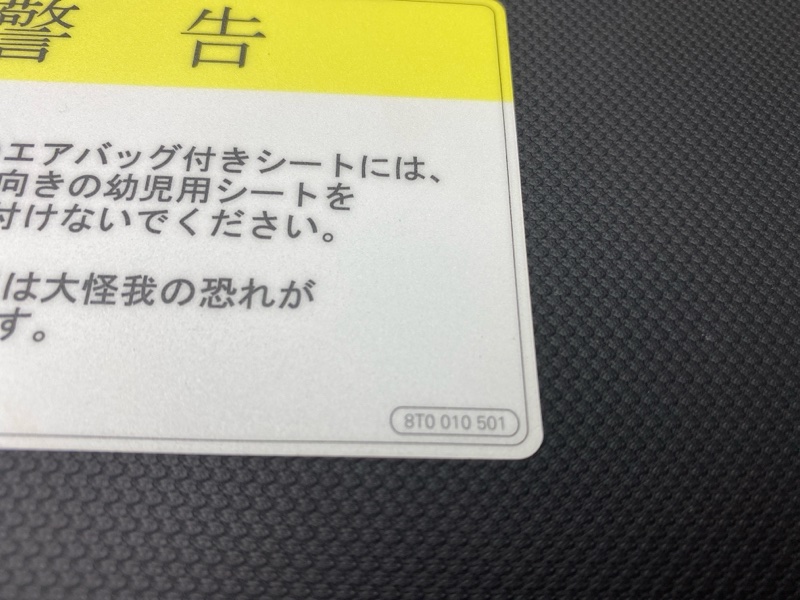 警告
エアバッグ付きシートには、
向きの幼児用シートを
付けないでください。
は大怪我の恐れが
す。
8T0 010 501